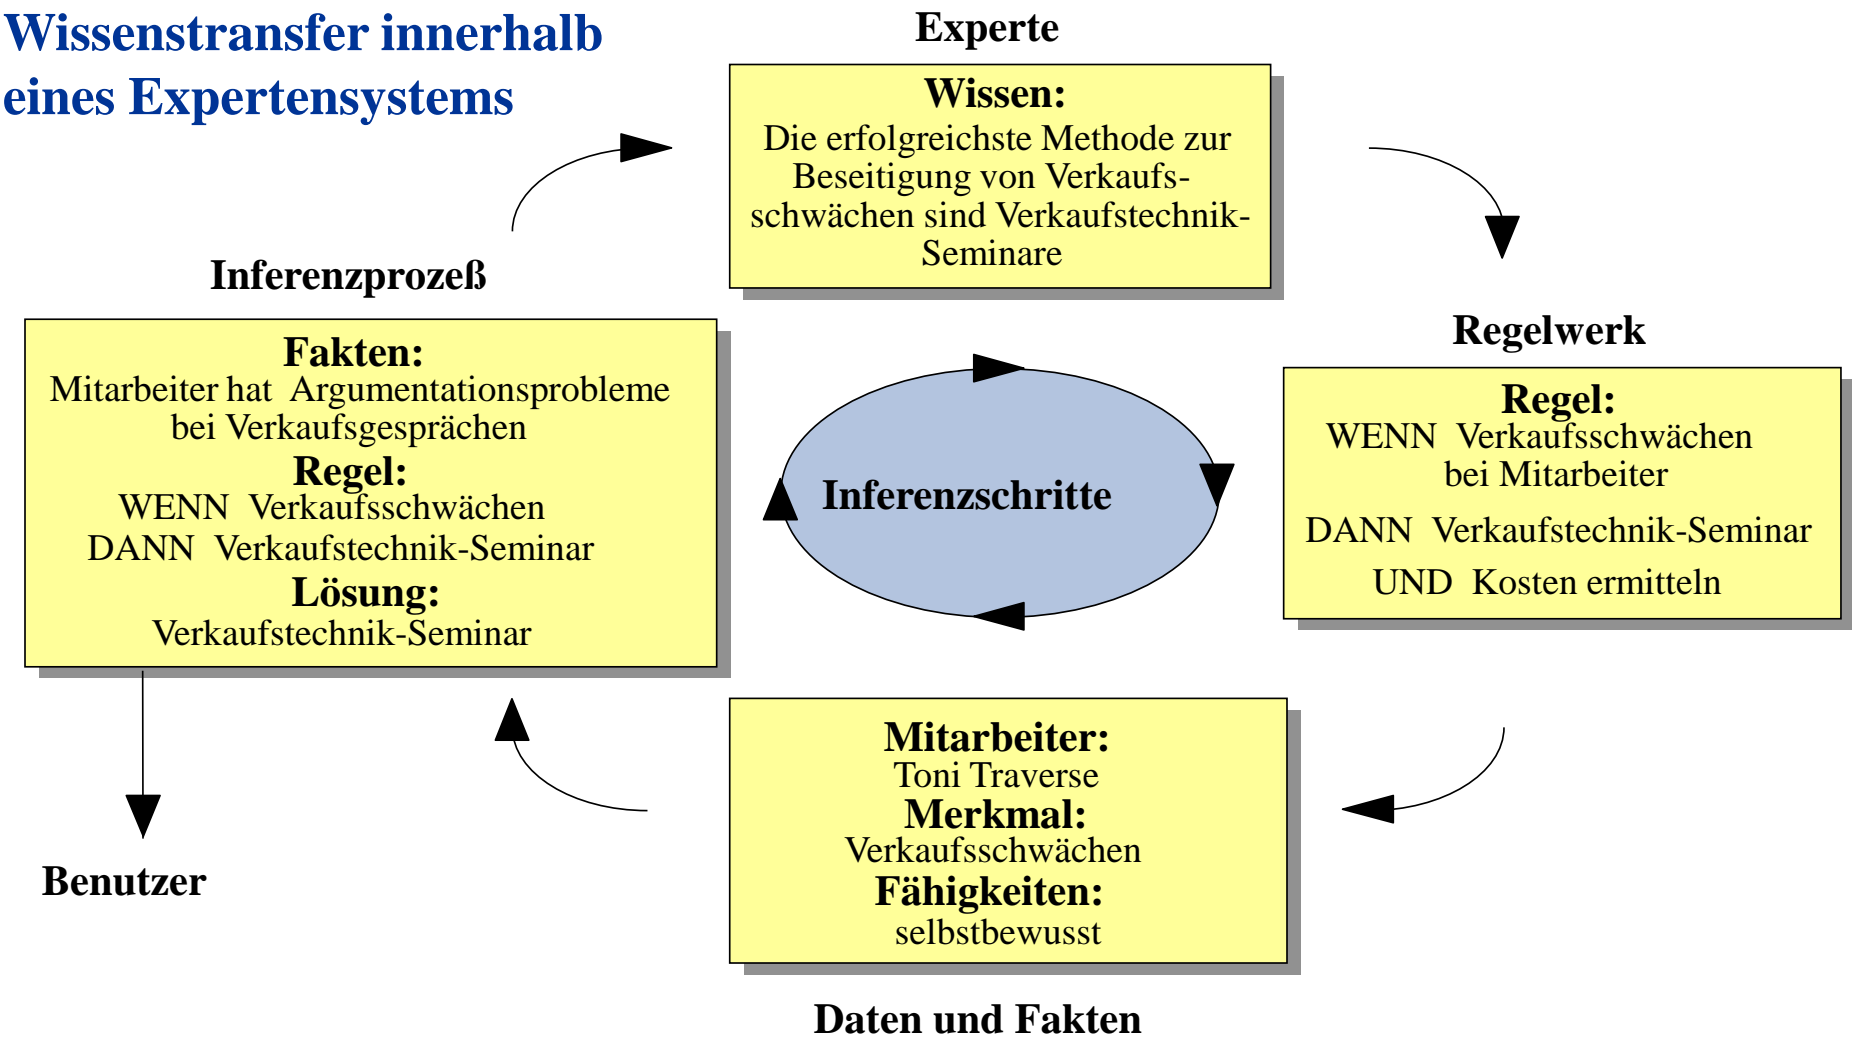 Wissenstransfer innerhalb
eines Expertensystems
Experte
Wissen:
Die erfolgreichste Methode zur
Beseitigung von Verkaufs-
schwächen sind Verkaufstechnik-
Seminare
Inferenzprozeß
Fakten:
Mitarbeiter hat Argumentationsprobleme
bei Verkaufsgesprächen
Regel:
WENN Verkaufsschwächen
DANN Verkaufstechnik-Seminar
Lösung:
Verkaufstechnik-Seminar
Inferenzschritte
Regelwerk
Regel:
WENN Verkaufsschwächen
bei Mitarbeiter
DANN Verkaufstechnik-Seminar
UND Kosten ermitteln
Mitarbeiter:
Toni Traverse
Merkmal:
Verkaufsschwächen
Fähigkeiten:
selbstbewusst
Benutzer
Daten und Fakten